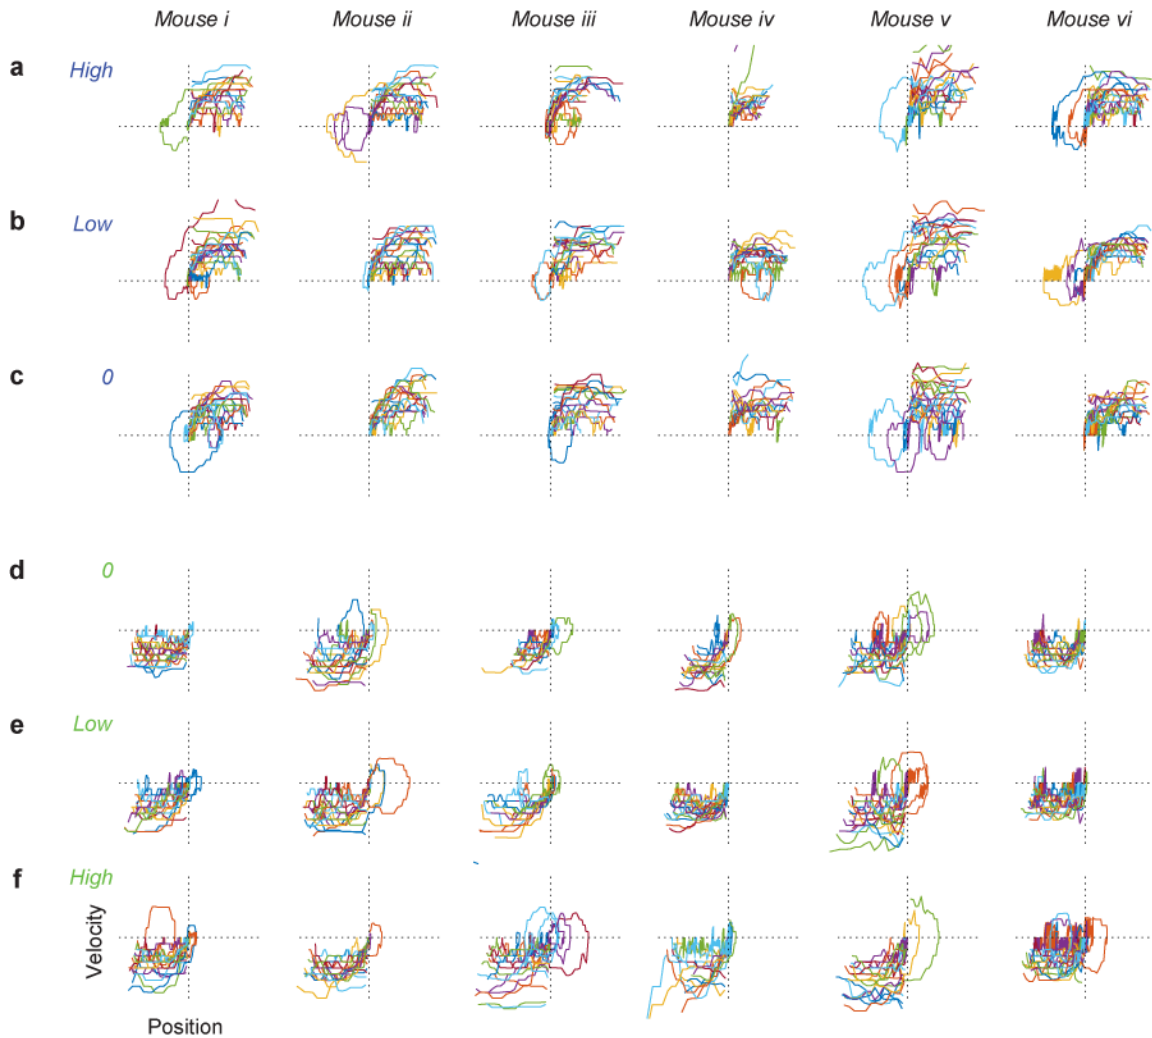 Mouse i Mouse ii Mouse iii Mouse iv Mouse v Mouse vi
a High
b Low
c 0
d 0
e Low
f High
Velocity
Position